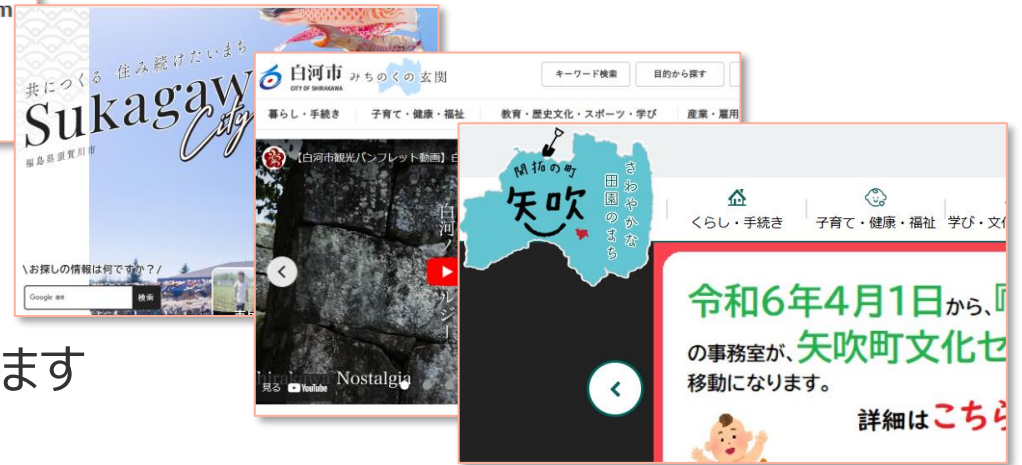 m
共につくる 住み続けたいまち
Sukagawa
City
福島県須賀川市
\お探しの情報は何ですか?/
Google
検索
ます
白河市 みちのくの玄関
CITY OF SHIRAKAWA
キーワード検索
目的から探す
暮らし・手続き
子育て・健康・福祉
教育・歴史文化・スポーツ・学び
産業・雇用
【白河市観光パンフレット動画】白
白河ノ
ルジー
Nostalgia
見る YouTube
開拓の町
矢吹
さわやかな
田園のまち
くらし・手続き
子育て・健康・福祉
学び・文化
令和6年4月1日から、『
の事務室が、矢吹町文化セ
移動になります。
詳細はこちら